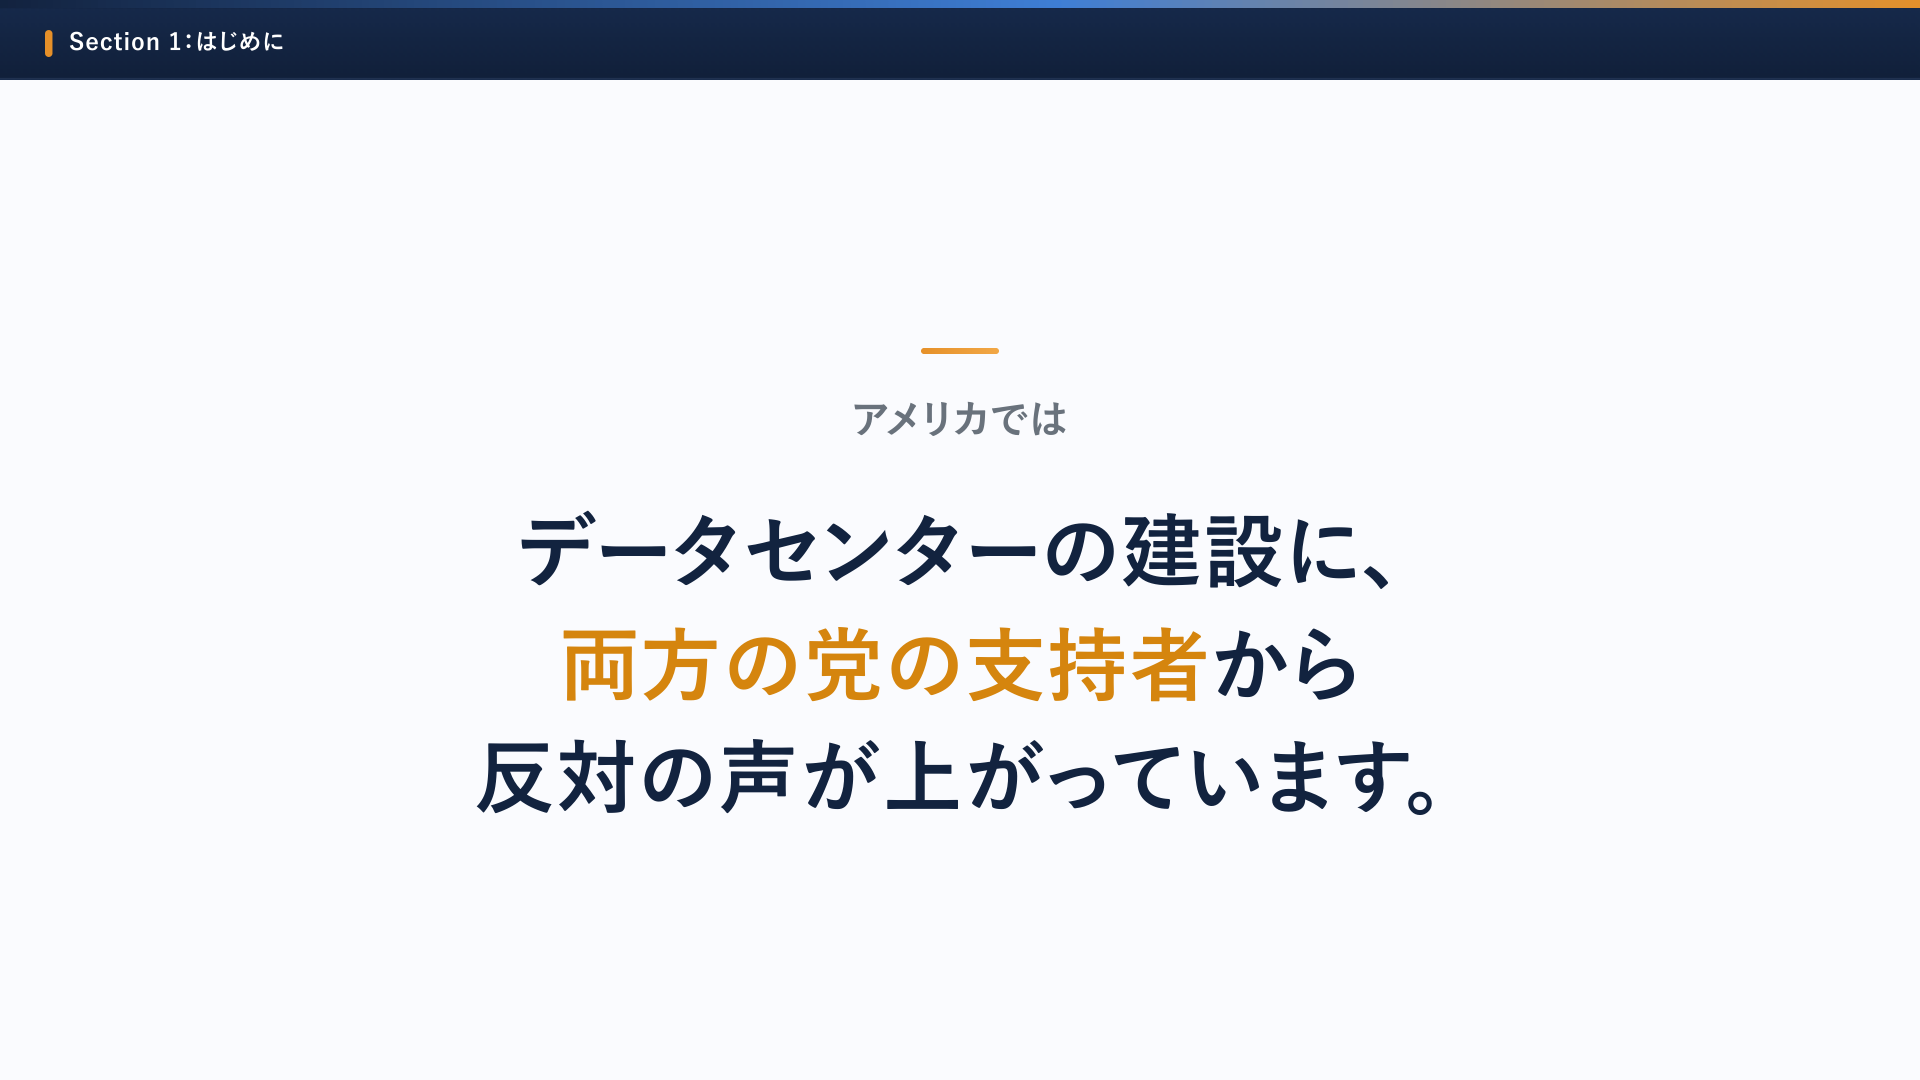 Section 1：はじめに
アメリカでは
データセンターの建設に、
両方の党の支持者から
反対の声が上がっています。